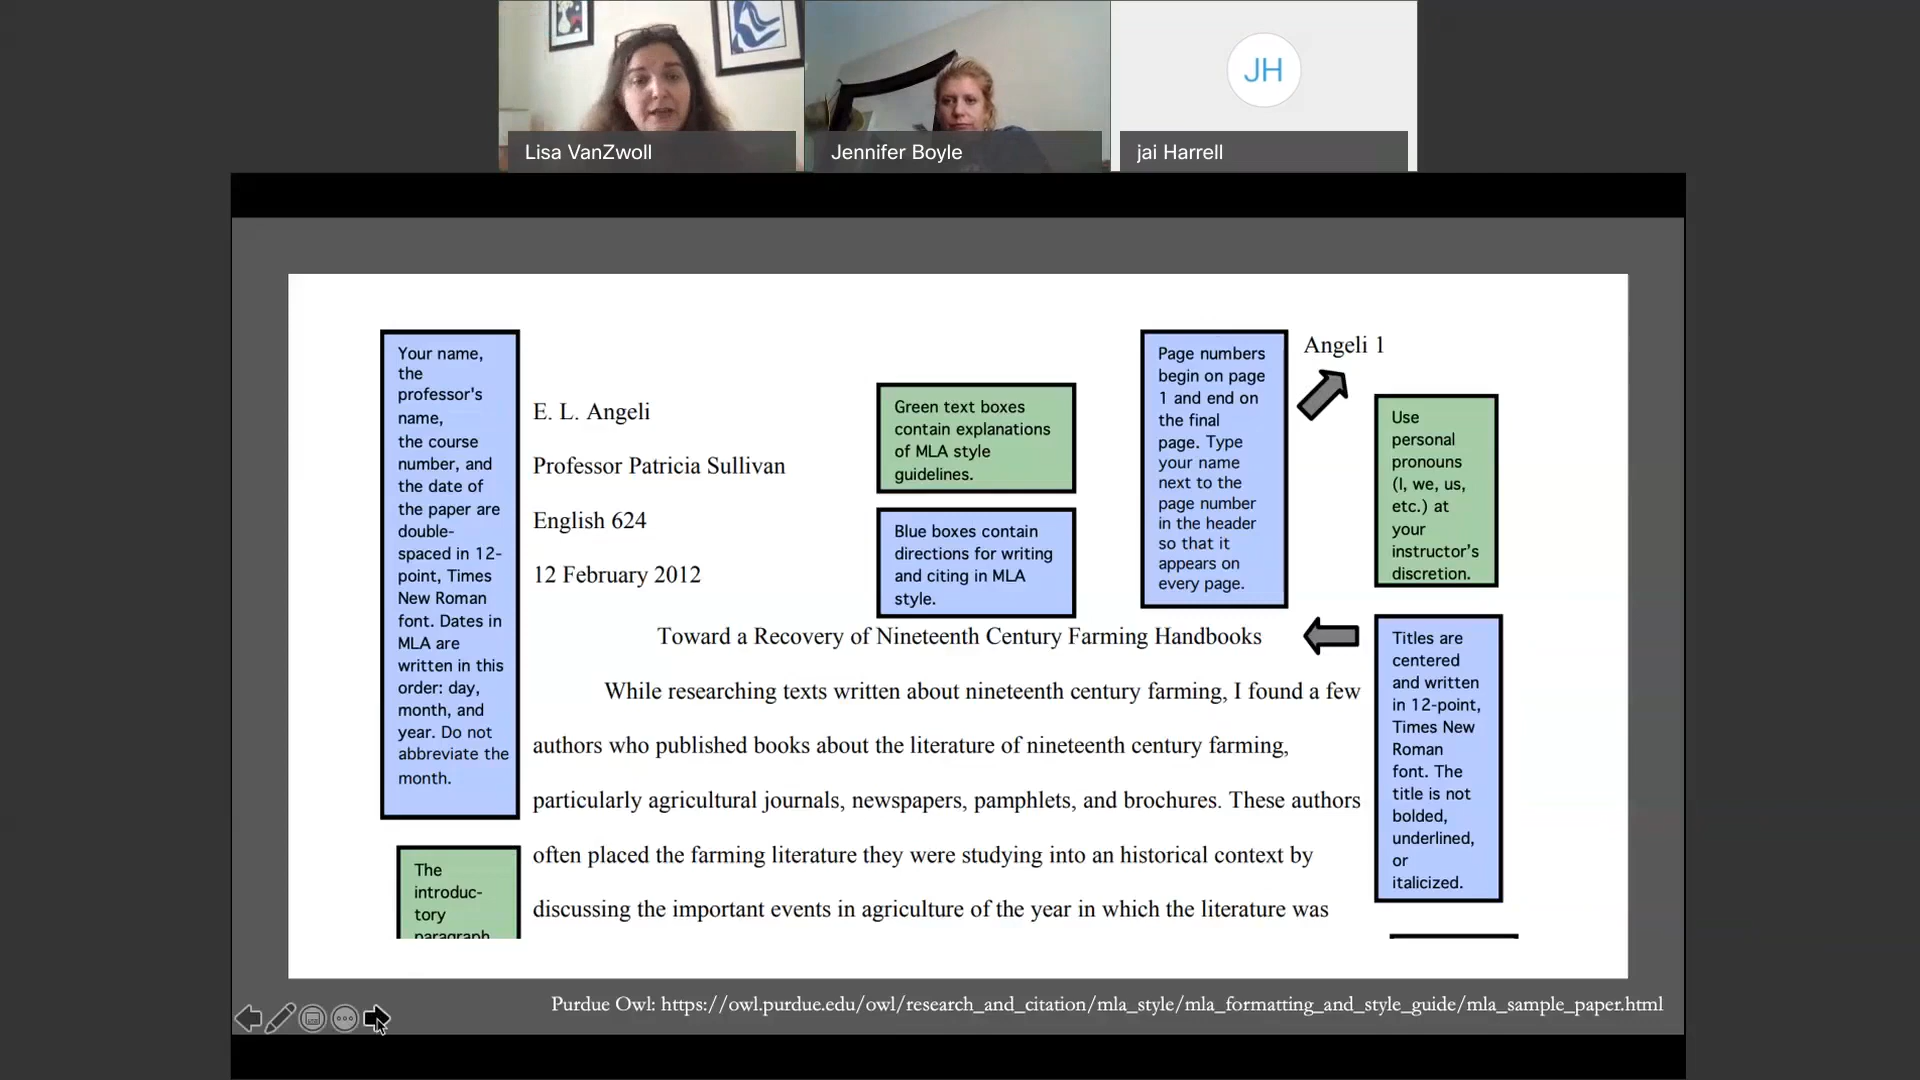 JH
Lisa VanZwoll
Jennifer Boyle
jai Harrell
Your name,
the
professor's
name,
the course
number, and
the date of
the paper are
double-
spaced in 12-
point, Times
New Roman
font. Dates in
MLA are
written in this
order: day,
month, and
year. Do not
abbreviate the
month.
E. L. Angeli
Professor Patricia Sullivan
English 624
12 February 2012
Green text boxes
contain explanations
of MLA style
guidelines.
Blue boxes contain
directions for writing
and citing in MLA
style.
Page numbers
begin on page
1 and end on
the final
page. Type
your name
next to the
page number
in the header
so that it
appears on
every page.
Angeli 1
Use
personal
pronouns
(I, we, us,
etc.) at
your
instructor's
discretion.
Toward a Recovery of Nineteenth Century Farming Handbooks
Titles are
centered
and written
in 12-point,
Times New
Roman
font. The
title is not
bolded,
underlined,
or
italicized.
While researching texts written about nineteenth century farming, I found a few
authors who published books about the literature of nineteenth century farming,
particularly agricultural journals, newspapers, pamphlets, and brochures. These authors
often placed the farming literature they were studying into an historical context by
discussing the important events in agriculture of the year in which the literature was
The
introduc-
tory
paragraph
Purdue Owl: https://owl.purdue.edu/owl/research_and_citation/mla_style/mla_formatting_and_style_guide/mla_sample_paper.html